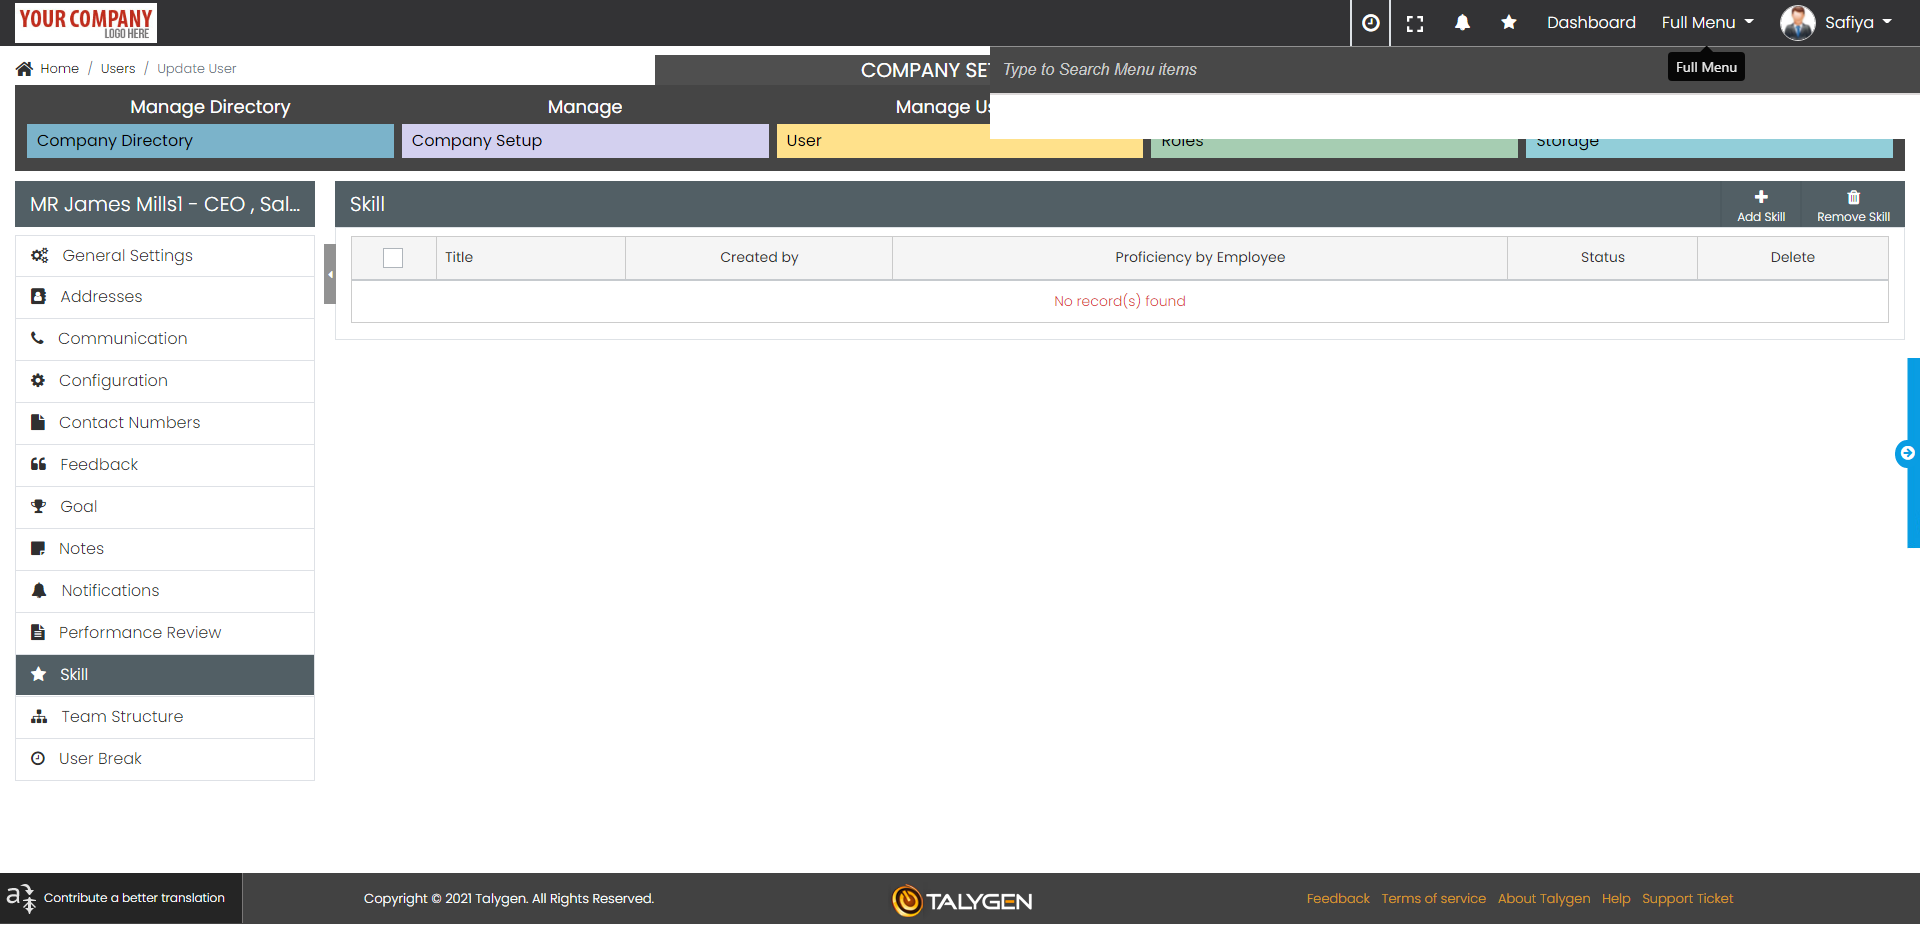 YOUR COMPANY
LOGO HERE
Dashboard
Full Menu
Safiya
Home / Users / Update User
COMPANY SE
Type to Search Menu items
Full Menu
Manage Directory
Manage
Manage Us
Company Directory
Company Setup
User
Roles
Storage
MR James Mills1 - CEO , Sal...
Skill
Add Skill
Remove Skill
General Settings
Addresses
Communication
Configuration
Contact Numbers
Feedback
Goal
Notes
Notifications
Performance Review
Skill
Team Structure
User Break
Title
Created by
Proficiency by Employee
Status
Delete
No record(s) found
Contribute a better translation
Copyright © 2021 Talygen. All Rights Reserved.
TALYGEN
Feedback
Terms of service
About Talygen
Help
Support Ticket